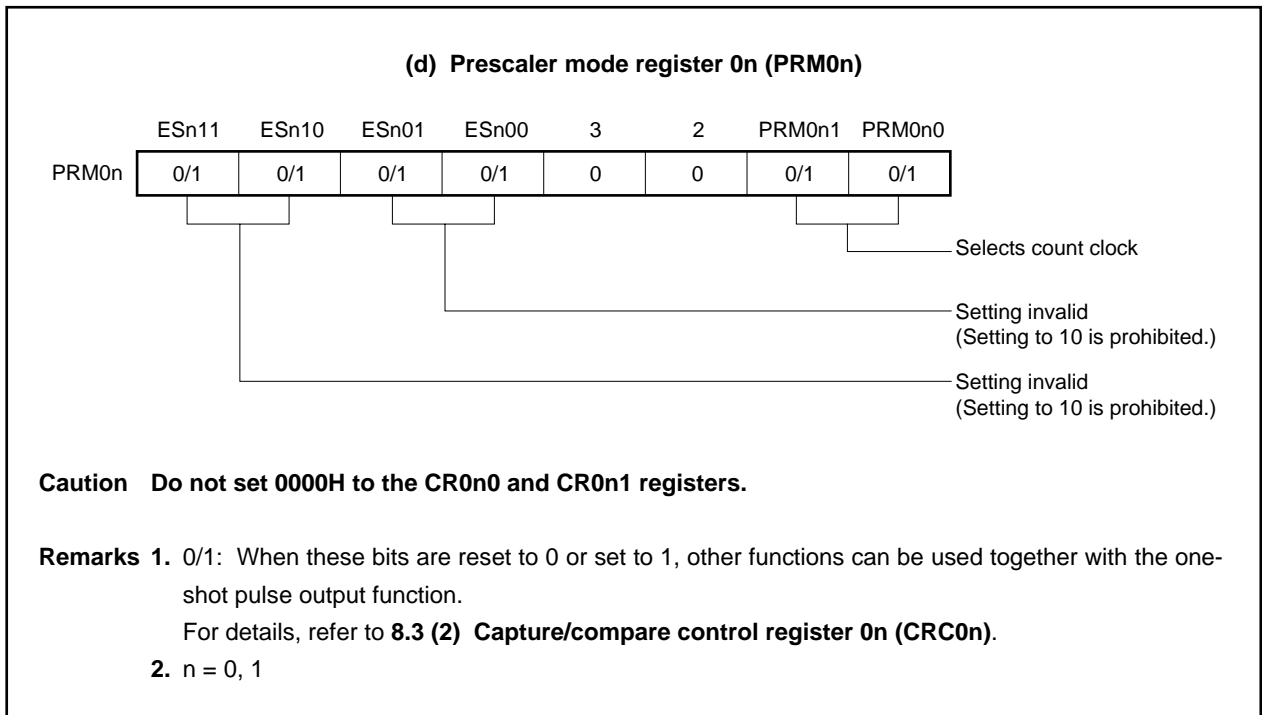 (d) Prescaler mode register 0n (PRM0n)
ESn11 ESn10 ESn01 ESn00 3 2 PRM0n1 PRM0n0
PRM0n 0/1 0/1 0/1 0/1 0 0 0/1 0/1
Selects count clock
Setting invalid
(Setting to 10 is prohibited.)
Setting invalid
(Setting to 10 is prohibited.)
Caution Do not set 0000H to the CR0n0 and CR0n1 registers.
Remarks 1. 0/1: When these bits are reset to 0 or set to 1, other functions can be used together with the one-
shot pulse output function.
For details, refer to 8.3 (2) Capture/compare control register 0n (CRC0n).
2. n = 0, 1